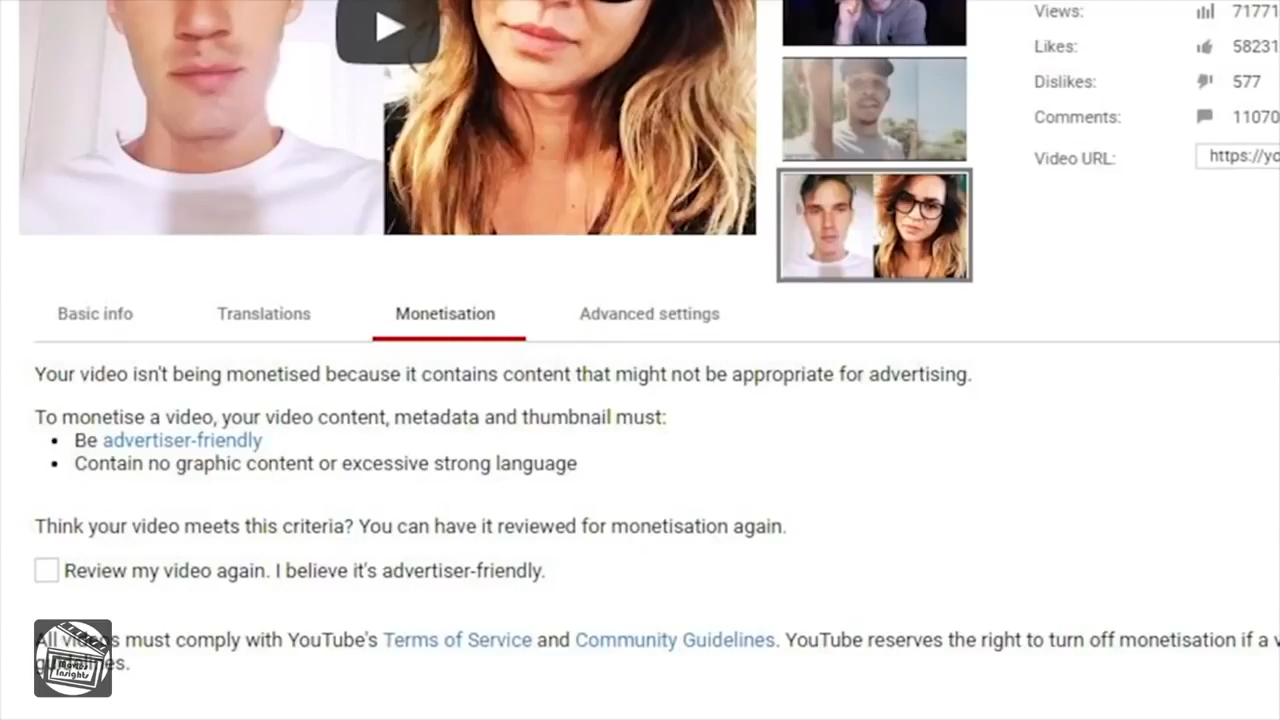 Views: 71771
Likes: 58231
Dislikes: 577
Comments: 11070
Video URL: https://yo
Basic info Translations Monetisation Advanced settings
Your video isn't being monetised because it contains content that might not be appropriate for advertising.
To monetise a video, your video content, metadata and thumbnail must:
• Be advertiser-friendly
• Contain no graphic content or excessive strong language
Think your video meets this criteria? You can have it reviewed for monetisation again.
Review my video again. I believe it's advertiser-friendly.
All videos must comply with YouTube's Terms of Service and Community Guidelines. YouTube reserves the right to turn off monetisation if a v
guidelines.
Movies Insights